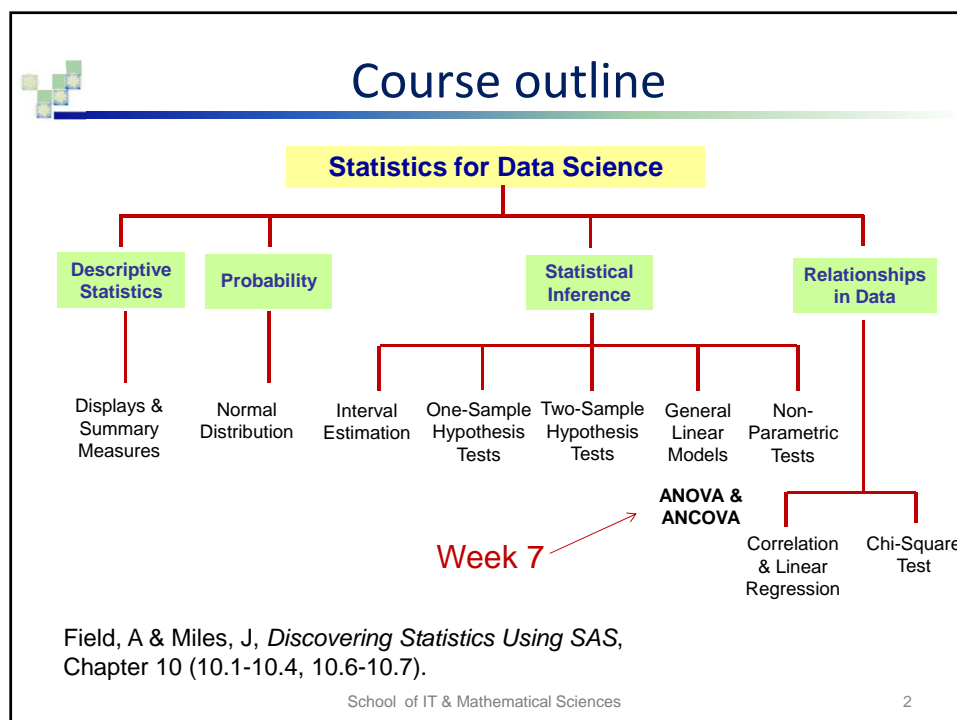 Course outline
Statistics for Data Science
Descriptive
Statistics
Probability
Statistical
Inference
Relationships
in Data
Displays &
Summary
Measures
Normal
Distribution
Interval
Estimation
One-Sample
Hypothesis
Tests
Two-Sample
Hypothesis
Tests
General
Linear
Models
Non-
Parametric
Tests
ANOVA &
ANCOVA
Week 7
Correlation
& Linear
Regression
Chi-Square
Test
Field, A & Miles, J, Discovering Statistics Using SAS,
Chapter 10 (10.1-10.4, 10.6-10.7).
School of IT & Mathematical Sciences
2